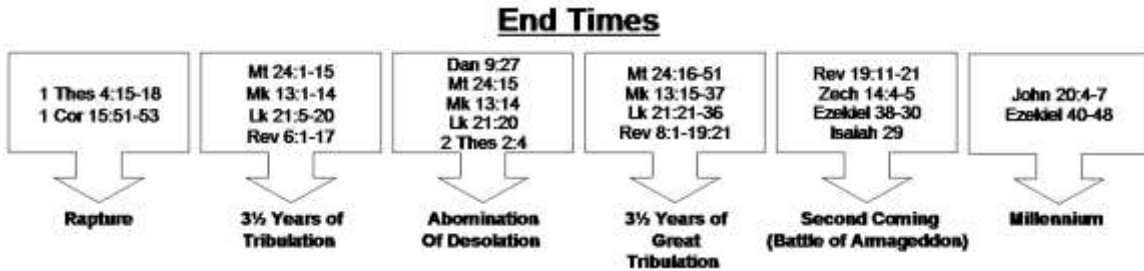 End Times
1 Thes 4:15-18
1 Cor 15:51-53
Rapture
Mt 24:1-15
Mk 13:1-14
Lk 21:5-20
Rev 6:1-17
3½ Years of
Tribulation
Dan 9:27
Mt 24:15
Mk 13:14
Lk 21:20
2 Thes 2:4
Abomination
Of Desolation
Mt 24:16-51
Mk 13:15-37
Lk 21:21-36
Rev 8:1-19:21
3½ Years of
Great
Tribulation
Rev 19:11-21
Zech 14:4-5
Ezekiel 38-30
Isaiah 29
Second Coming
(Battle of Armageddon)
John 20:4-7
Ezekiel 40-48
Millennium